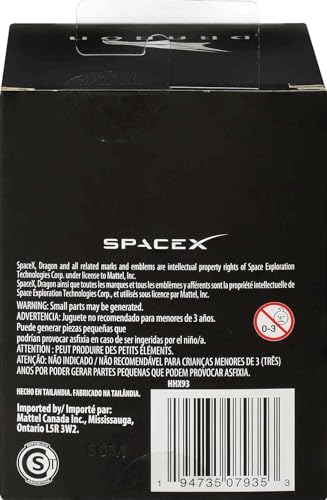 DRAGON
SPACEX
SpaceX, Dragon and all related marks and emblems are intellectual property rights of Space Exploration
Technologies Corp. under license to Mattel, Inc.
SpaceX, Dragon ainsi que toutes les marques et tous les emblèmes y afférents sont la propriété intellectuelle de
Space Exploration Technologies Corp., et utilisés sous licence par Mattel, Inc.
WARNING: Small parts may be generated.
ADVERTENCIA: Juguete no recomendado para menores de 3 años.
Puede generar piezas pequeñas que
podrían provocar asfixia en caso de ser ingeridas por el niño/a.
ATTENTION : PEUT PRODUIRE DES PETITS ÉLÉMENTS.
ATENÇÃO: NÃO INDICADO / NÃO RECOMENDÁVEL PARA CRIANÇAS MENORES DE 3 (TRÊS)
ANOS POR PODER GERAR PARTES PEQUENAS QUE PODEM PROVOCAR ASFIXIA.
0-3
HHX93
HECHO EN TAILANDIA. FABRICADO NA TAILÂNDIA.
Imported by/ Importé par:
Mattel Canada Inc., Mississauga,
Ontario L5R 3W2.
S
1 94735 07935 3